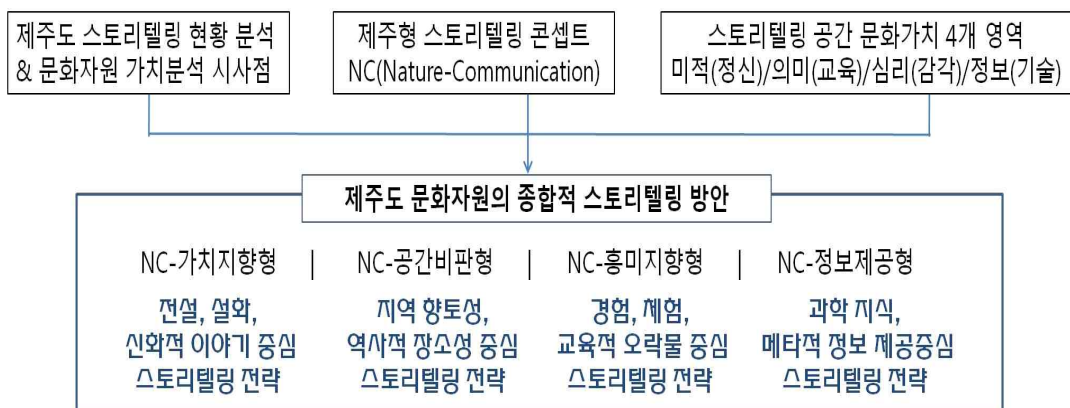 제주도 스토리텔링 현황 분석
& 문화자원 가치분석 시사점
제주형 스토리텔링 콘셉트
NC(Nature-Communication)
스토리텔링 공간 문화가치 4개 영역
미적(정신)/의미(교육)/심리(감각)/정보(기술)
제주도 문화자원의 종합적 스토리텔링 방안
NC-가치지향형 | NC-공간비판형 | NC-흥미지향형 | NC-정보제공형
전설, 설화,
신화적 이야기 중심
스토리텔링 전략
지역 향토성,
역사적 장소성 중심
스토리텔링 전략
경험, 체험,
교육적 오락물 중심
스토리텔링 전략
과학 지식,
메타적 정보 제공중심
스토리텔링 전략